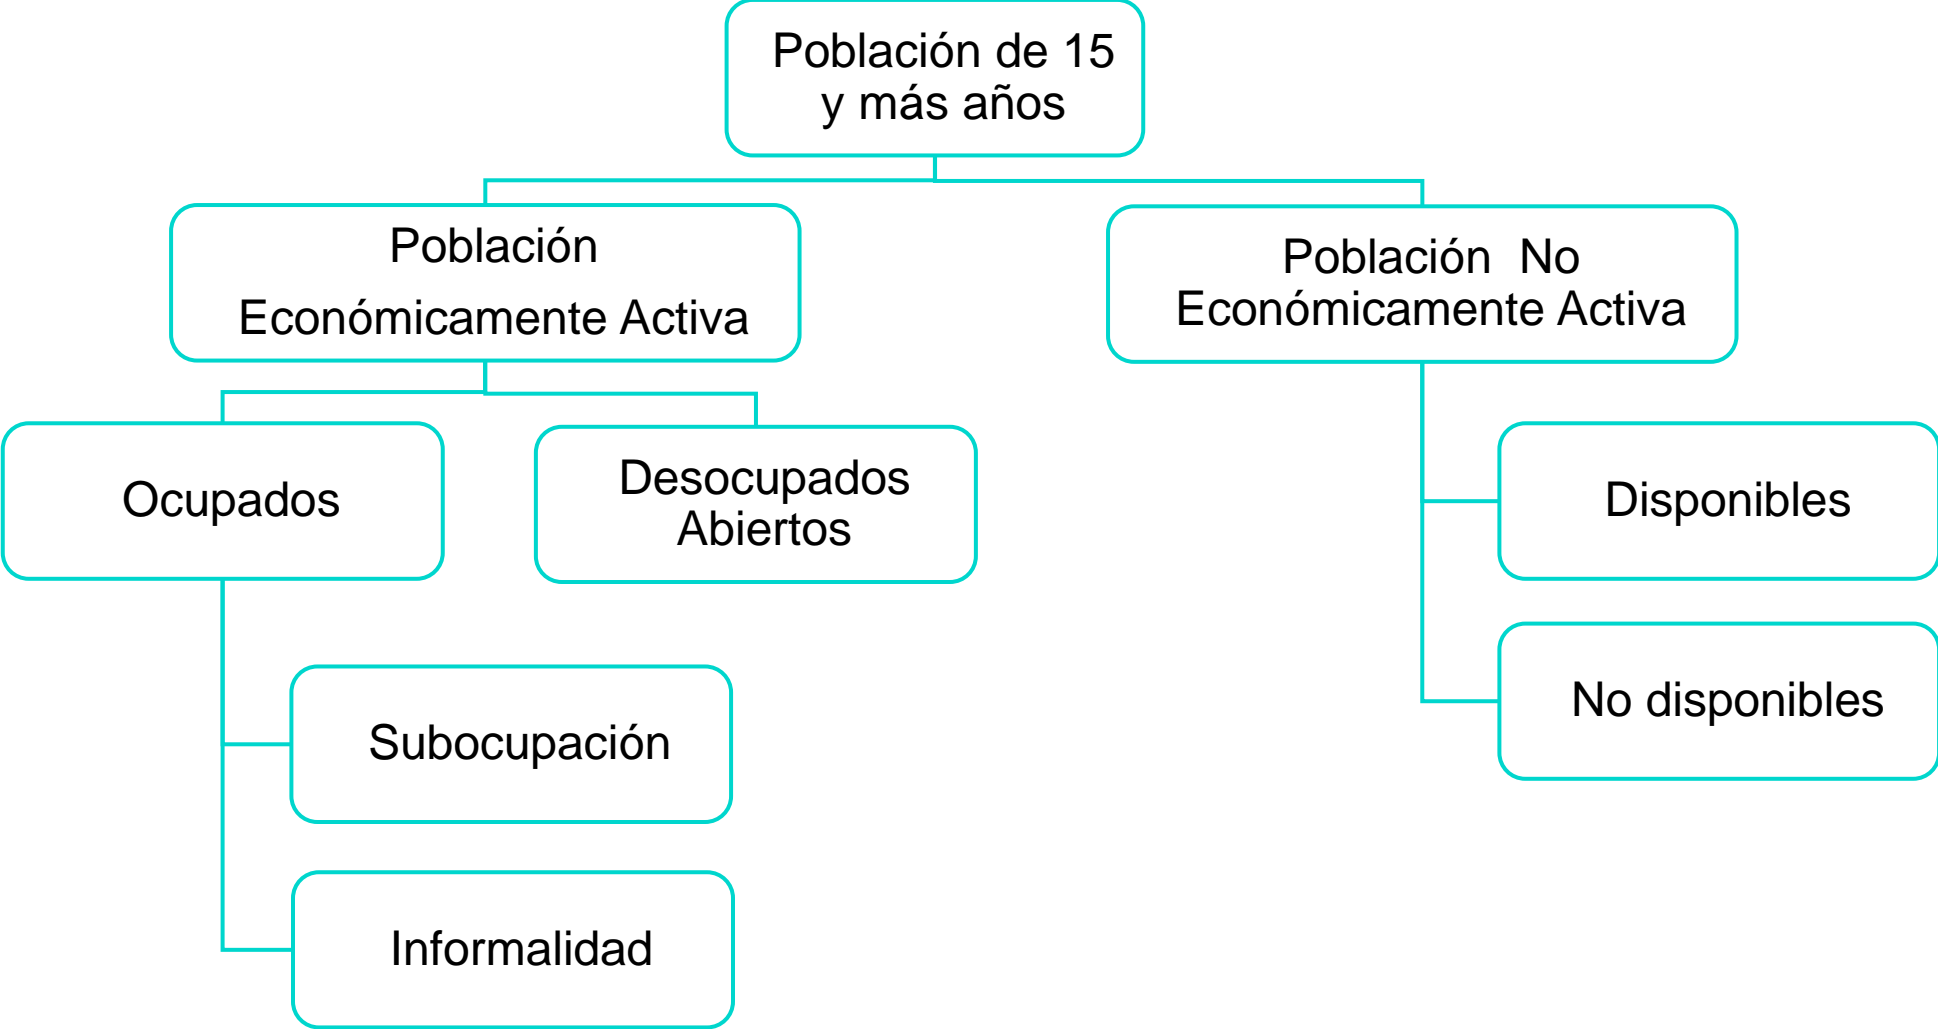 Población de 15
y más años
Población
Económicamente Activa
Población  No
Económicamente Activa
Ocupados
Desocupados
Abiertos
Disponibles
No disponibles
Subocupación
Informalidad